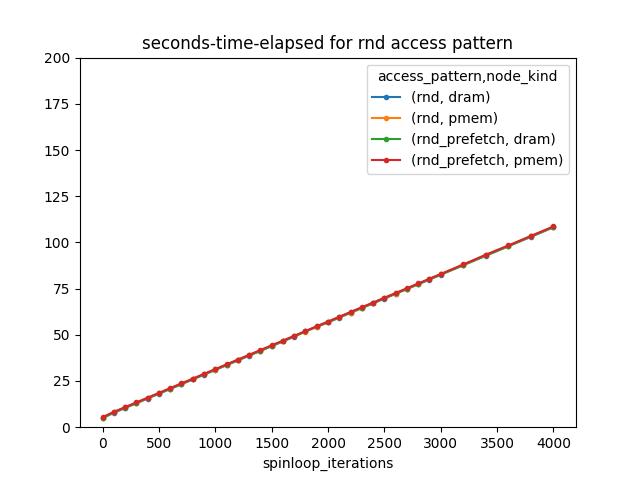 seconds-time-elapsed for rnd access pattern
200
175
150
125
100
75
50
25
0
access_pattern,node_kind
(rnd, dram)
(rnd, pmem)
(rnd_prefetch, dram)
(rnd_prefetch, pmem)
0 500 1000 1500 2000 2500 3000 3500 4000
spinloop_iterations